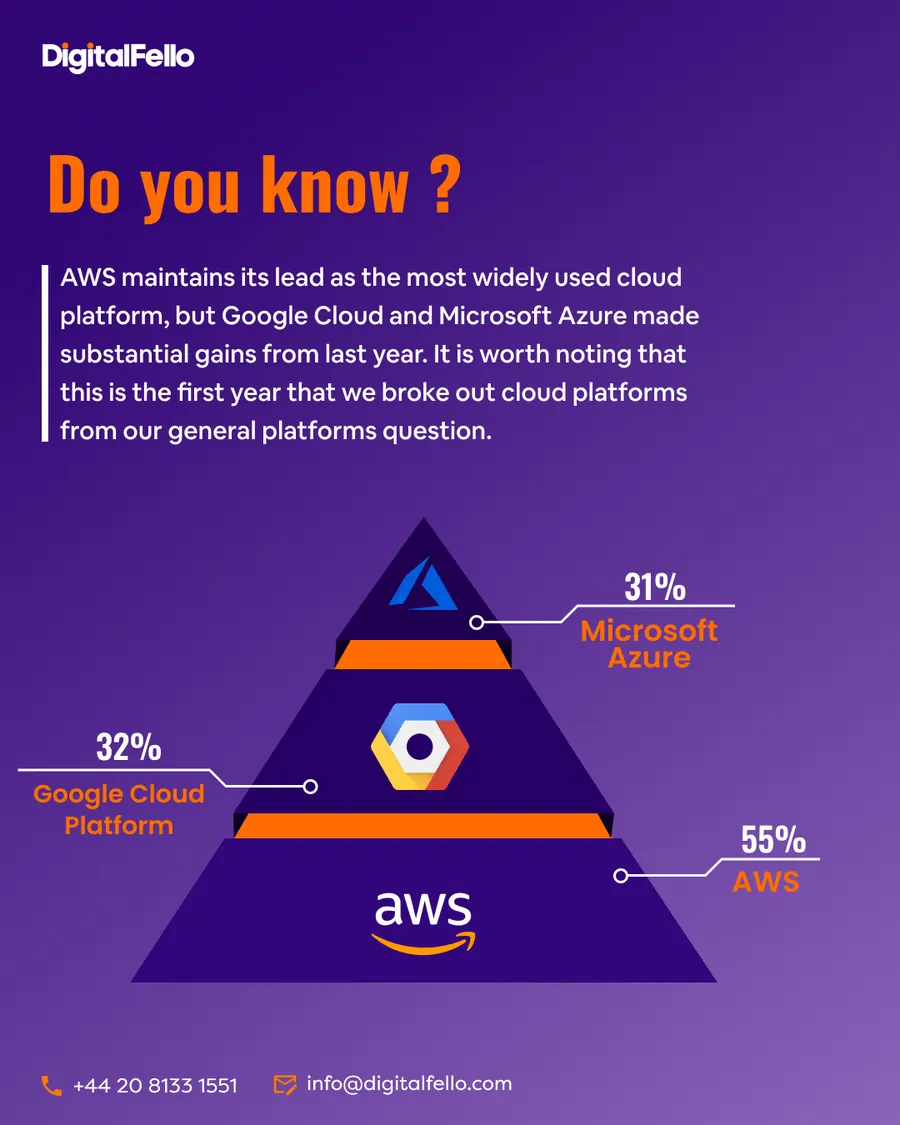 DigitalFello
Do you know ?
AWS maintains its lead as the most widely used cloud
platform, but Google Cloud and Microsoft Azure made
substantial gains from last year. It is worth noting that
this is the first year that we broke out cloud platforms
from our general platforms question.
31%
Microsoft
Azure
32%
Google Cloud
Platform
55%
AWS
aws
+44 20 8133 1551
info@digitalfello.com